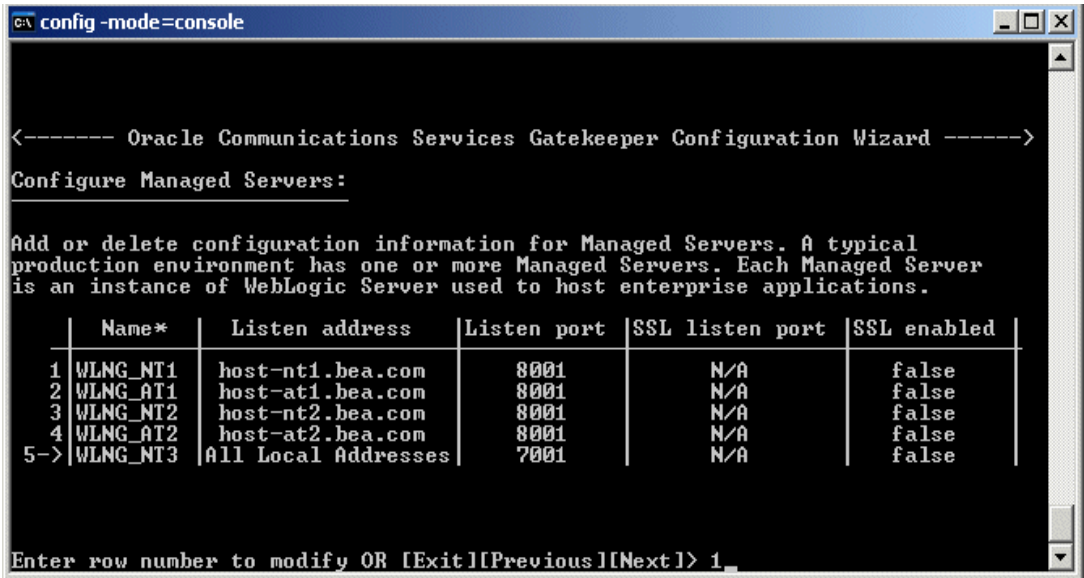 config -mode=console
<------- Oracle Communications Services Gatekeeper Configuration Wizard ------>
Configure Managed Servers:
Add or delete configuration information for Managed Servers. A typical
production environment has one or more Managed Servers. Each Managed Server
is an instance of WebLogic Server used to host enterprise applications.
| Name* | Listen address |Listen port |SSL listen port |SSL enabled |
1|WLNG_NT1 | host-nt1.bea.com | 8001 | N/A | false |
2|WLNG_AT1 | host-at1.bea.com | 8001 | N/A | false |
3|WLNG_NT2 | host-nt2.bea.com | 8001 | N/A | false |
4|WLNG_AT2 | host-at2.bea.com | 8001 | N/A | false |
5->|WLNG_NT3 |All Local Addresses| 7001 | N/A | false |
Enter row number to modify OR [Exit][Previous][Next]> 1_